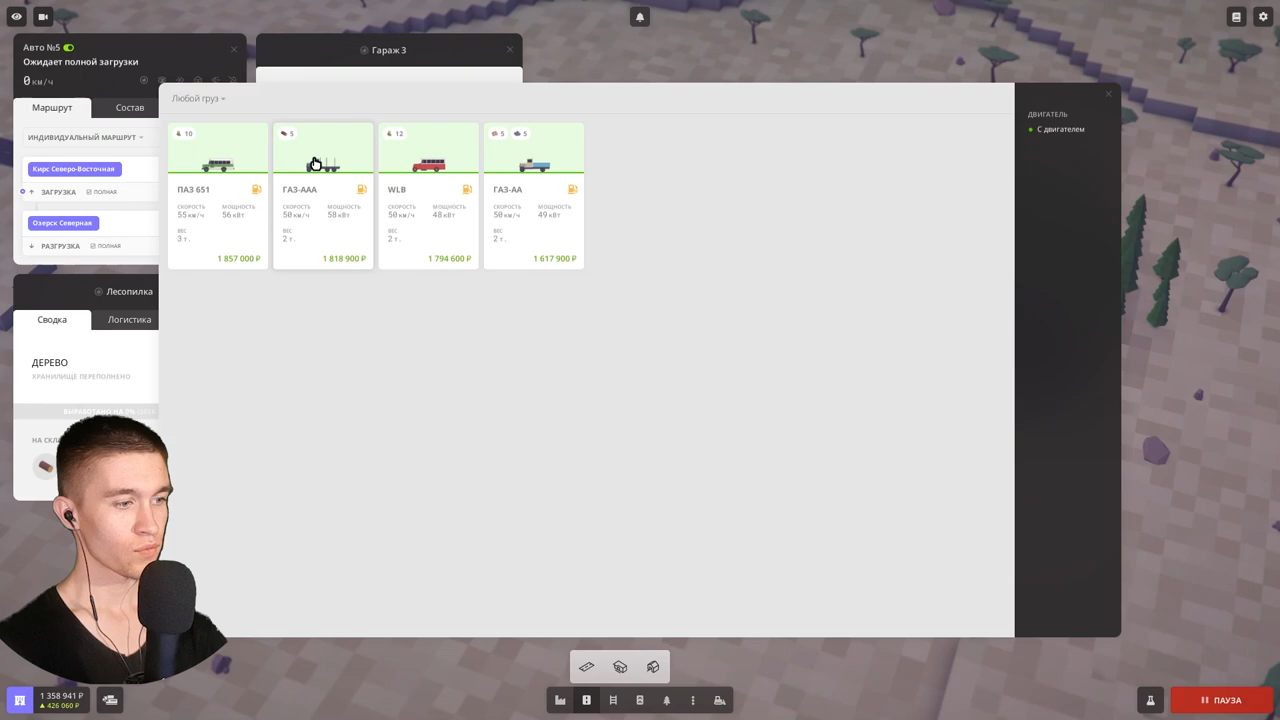 Авто №5
Ожидает полной загрузки
0 км/ч
Маршрут
Состав
ИНДИВИДУАЛЬНЫЙ МАРШРУТ
Кирс Северо-Восточная
ЗАГРУЗКА
ПОЛНАЯ
Озерск Северная
РАЗГРУЗКА
ПОЛНАЯ
Лесопилка
Сводка
Логистика
ДЕРЕВО
ХРАНИЛИЩЕ ПЕРЕПОЛНЕНО
ВЫРАБОТАНО НА 0%
Гараж 3
Любой груз
10
ПАЗ 651
СКОРОСТЬ
МОЩНОСТЬ
55 км/ч
56 кВт
ВЕС
3 т.
1 857 000 ₽
5
ГАЗ-ААА
СКОРОСТЬ
МОЩНОСТЬ
50 км/ч
58 кВт
ВЕС
2 т.
1 818 900 ₽
12
WLB
СКОРОСТЬ
МОЩНОСТЬ
50 км/ч
48 кВт
ВЕС
2 т.
1 794 600 ₽
5
5
ГАЗ-АА
СКОРОСТЬ
МОЩНОСТЬ
50 км/ч
49 кВт
ВЕС
2 т.
1 617 900 ₽
ДВИГАТЕЛЬ
С двигателем
1 358 941 ₽
426 060 ₽
ПАУЗА